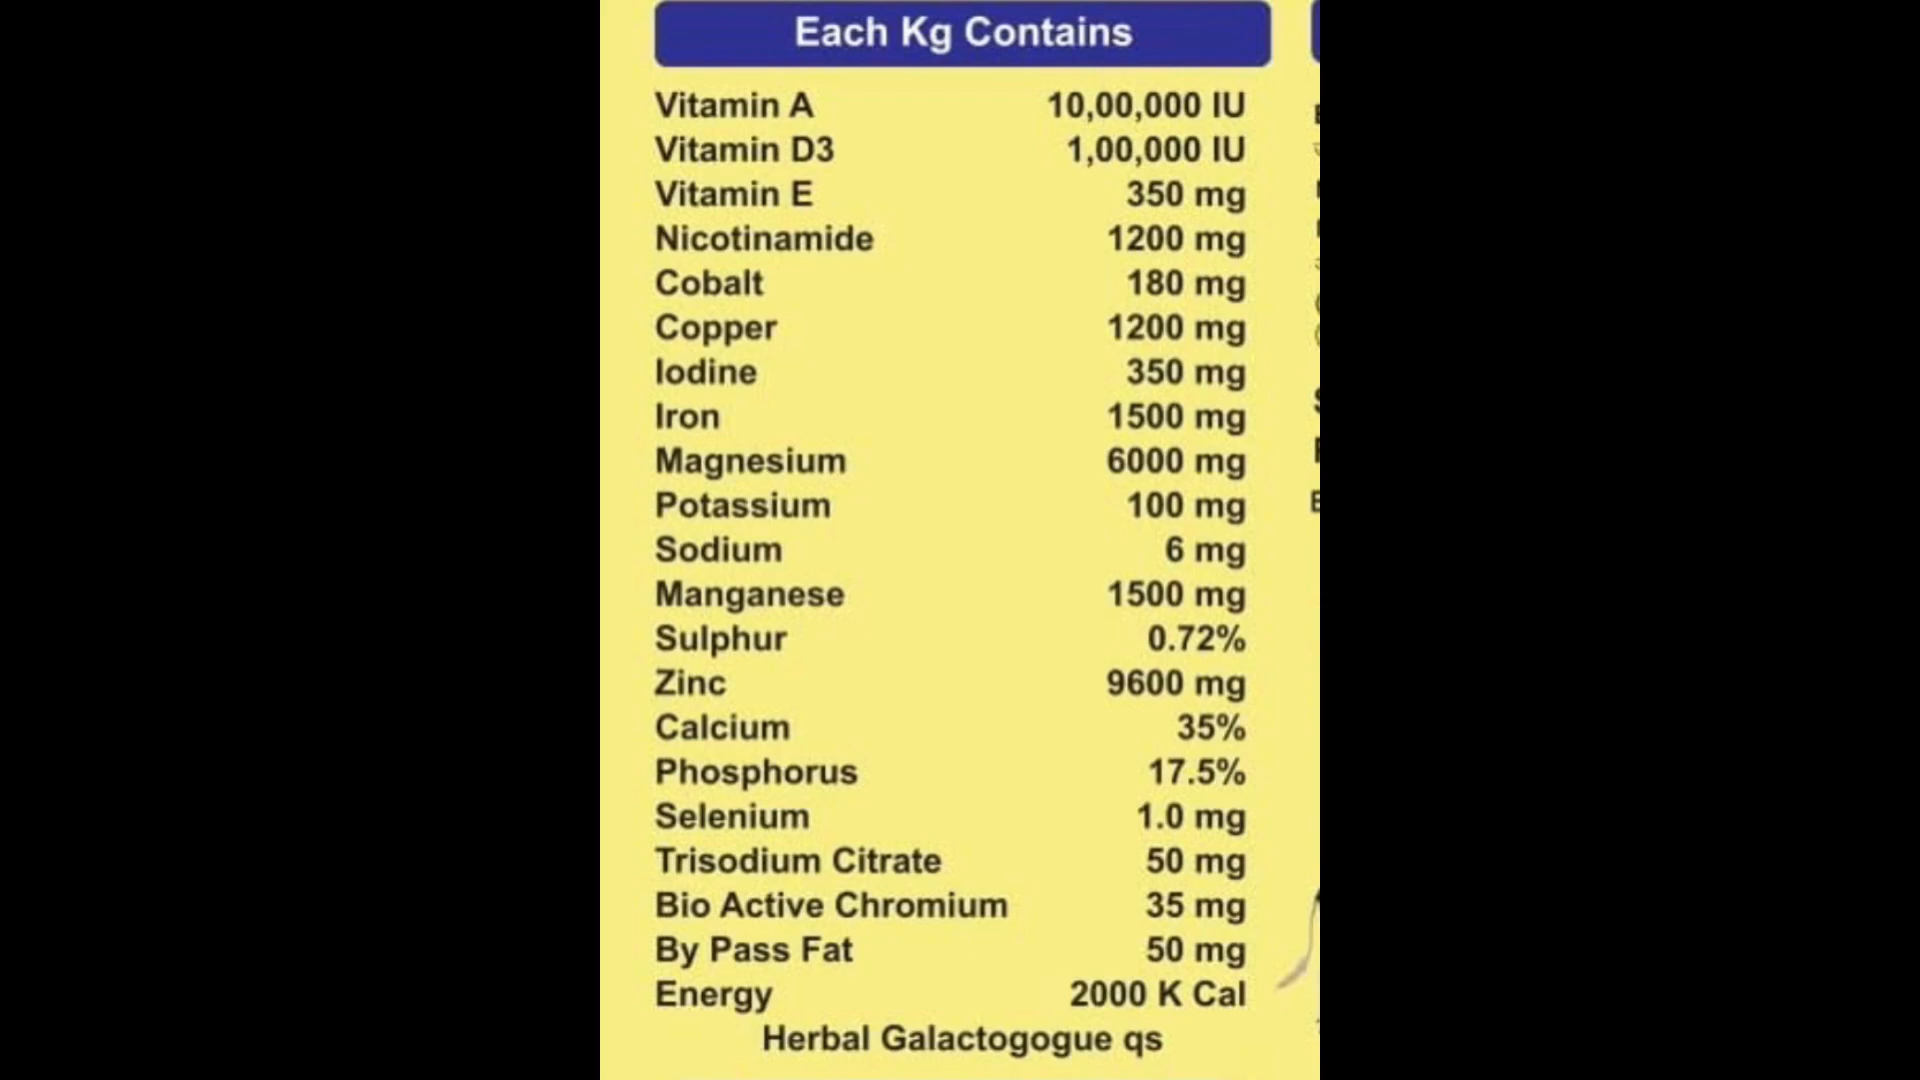 Each Kg Contains
Vitamin A 10,00,000 IU
Vitamin D3 1,00,000 IU
Vitamin E 350 mg
Nicotinamide 1200 mg
Cobalt 180 mg
Copper 1200 mg
Iodine 350 mg
Iron 1500 mg
Magnesium 6000 mg
Potassium 100 mg
Sodium 6 mg
Manganese 1500 mg
Sulphur 0.72%
Zinc 9600 mg
Calcium 35%
Phosphorus 17.5%
Selenium 1.0 mg
Trisodium Citrate 50 mg
Bio Active Chromium 35 mg
By Pass Fat 50 mg
Energy 2000 K Cal
Herbal Galactogogue qs